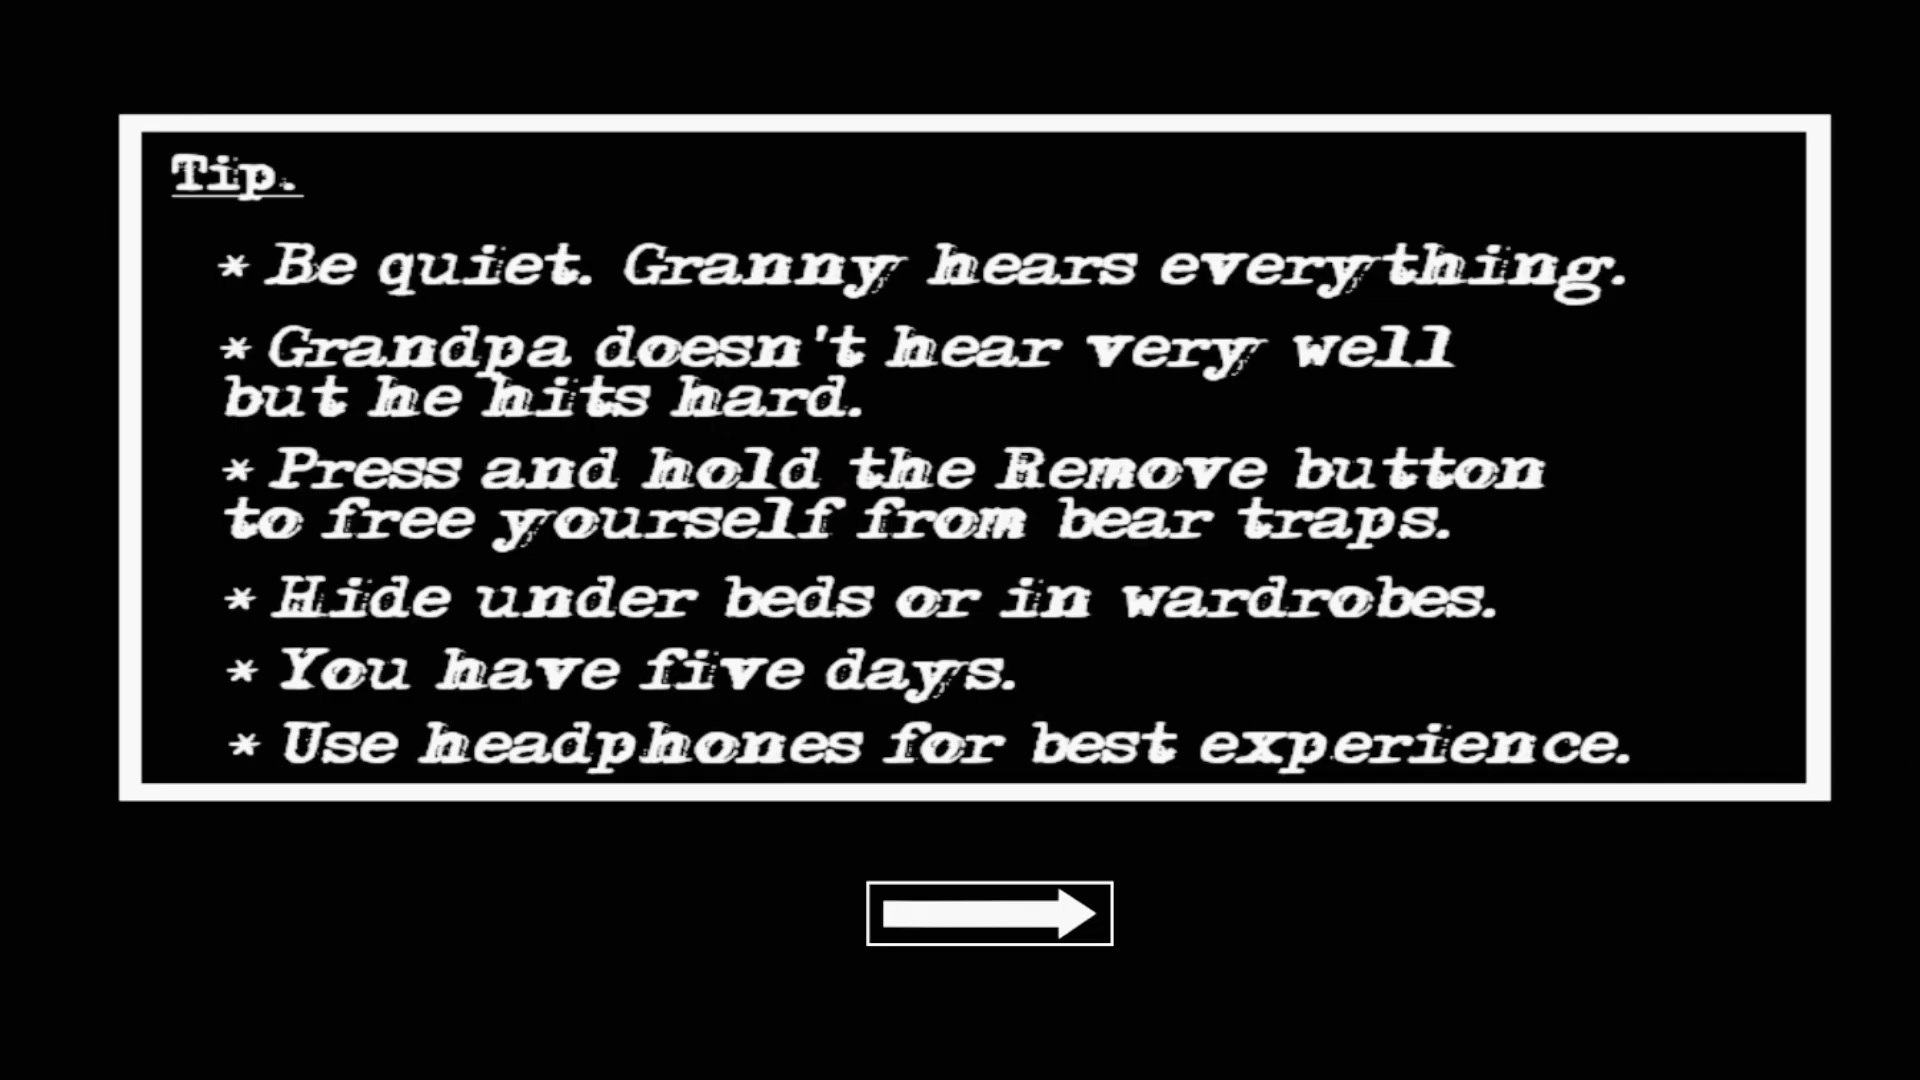 Tip.
* Be quiet. Granny hears everything.
* Grandpa doesn't hear very well
but he hits hard.
* Press and hold the Remove button
to free yourself from bear traps.
* Hide under beds or in wardrobes.
* You have five days.
* Use headphones for best experience.